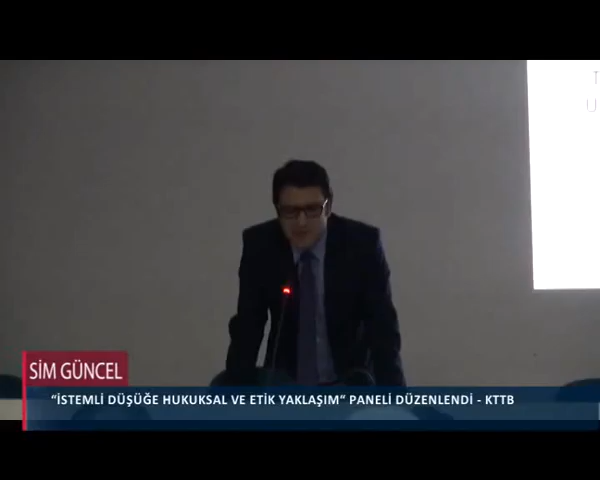 T
U
SİM GÜNCEL
“İSTEMLİ DÜŞÜĞE HUKUKSAL VE ETİK YAKLAŞIM“ PANELİ DÜZENLENDİ - KTTB